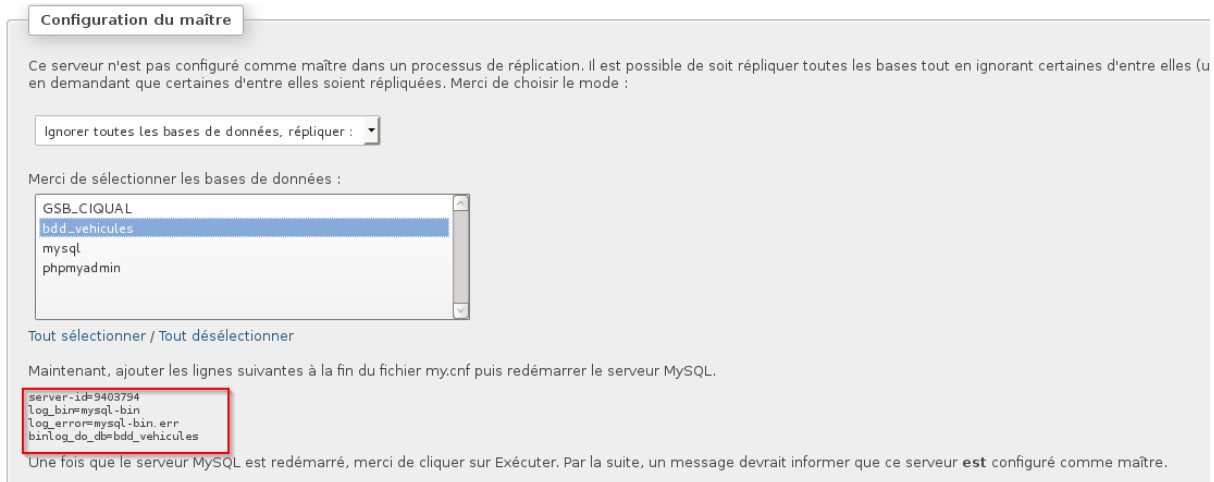 Configuration du maître
Ce serveur n'est pas configuré comme maître dans un processus de réplication. Il est possible de soit répliquer toutes les bases tout en ignorant certaines d'entre elles (u
en demandant que certaines d'entre elles soient répliquées. Merci de choisir le mode :
Ignorer toutes les bases de données, répliquer :
Merci de sélectionner les bases de données :
GSB_CIQUAL
bdd_vehicules
mysql
phpmyadmin
Tout sélectionner / Tout désélectionner
Maintenant, ajouter les lignes suivantes à la fin du fichier my.cnf puis redémarrer le serveur MySQL.
server-id=9403794
log_bin=mysql-bin
log_error=mysql-bin.err
binlog_do_db=bdd_vehicules
Une fois que le serveur MySQL est redémarré, merci de cliquer sur Exécuter. Par la suite, un message devrait informer que ce serveur est configuré comme maître.